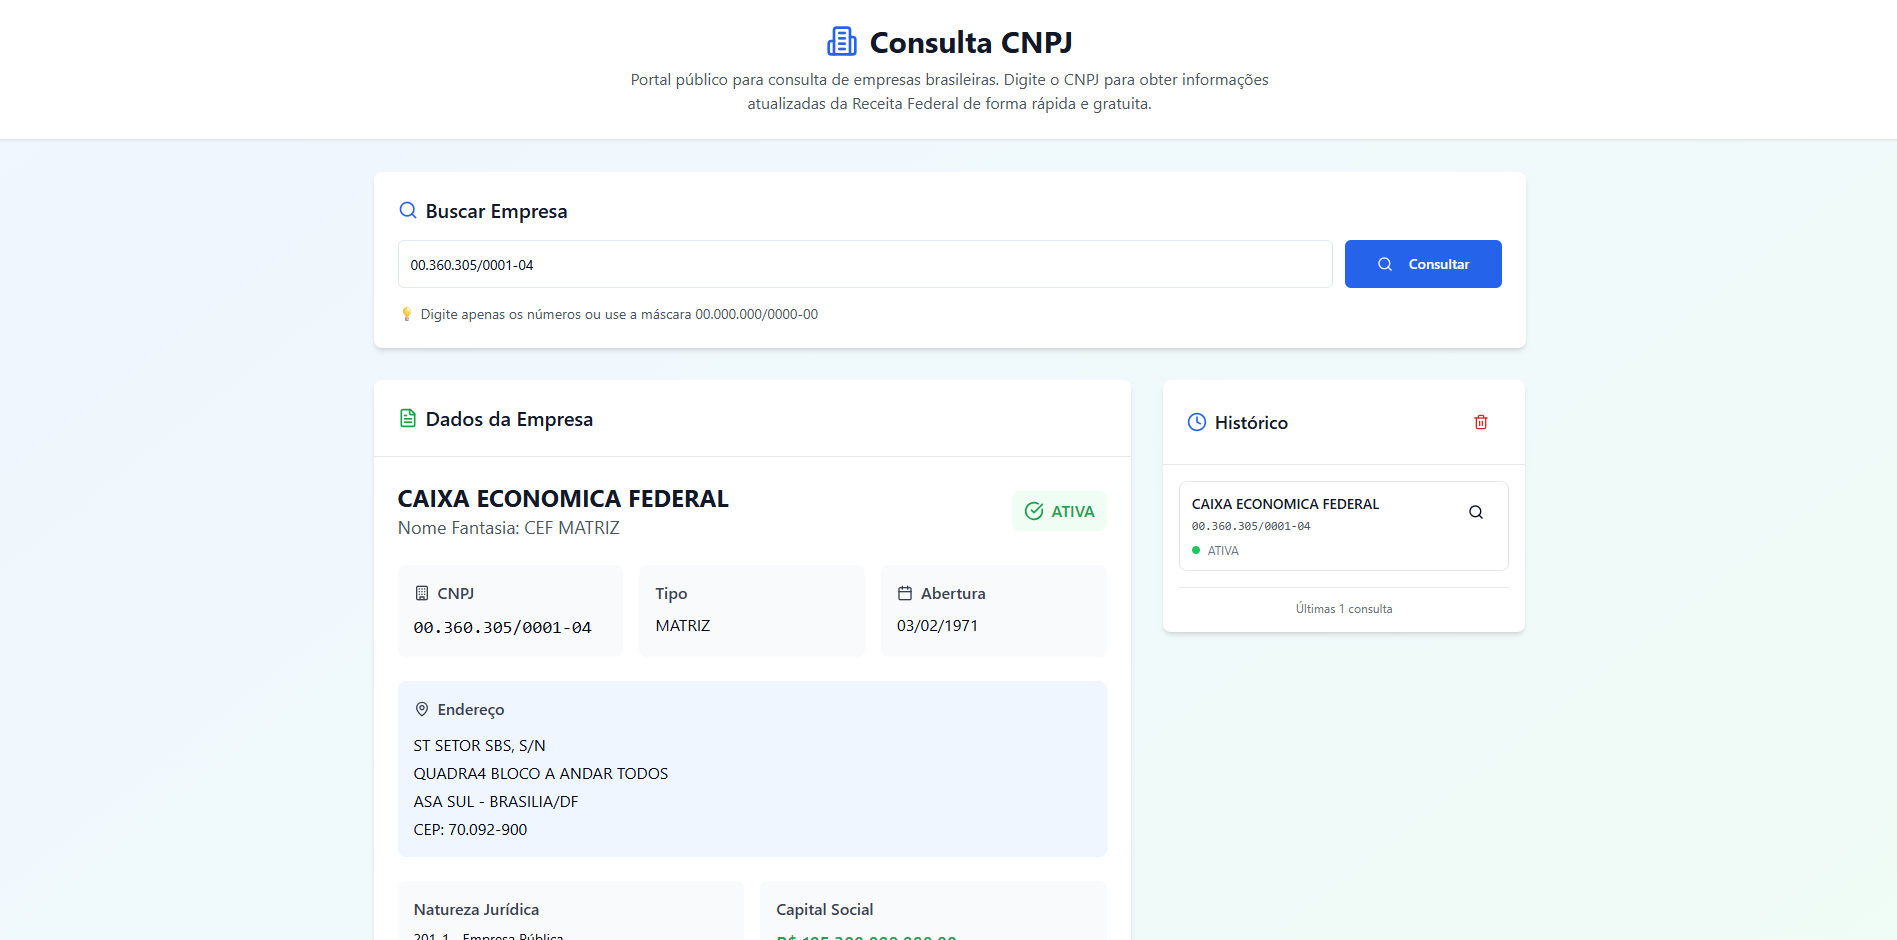 Consulta CNPJ
Portal público para consulta de empresas brasileiras. Digite o CNPJ para obter informações
atualizadas da Receita Federal de forma rápida e gratuita.
Buscar Empresa
00.360.305/0001-04
Consultar
Digite apenas os números ou use a máscara 00.000.000/0000-00
Dados da Empresa
CAIXA ECONOMICA FEDERAL
Nome Fantasia: CEF MATRIZ
ATIVA
CNPJ
00.360.305/0001-04
Tipo
MATRIZ
Abertura
03/02/1971
Endereço
ST SETOR SBS, S/N
QUADRA4 BLOCO A ANDAR TODOS
ASA SUL - BRASILIA/DF
CEP: 70.092-900
Natureza Jurídica
201-1 - Empresa Pública
Capital Social
Histórico
CAIXA ECONOMICA FEDERAL
00.360.305/0001-04
ATIVA
Últimas 1 consulta